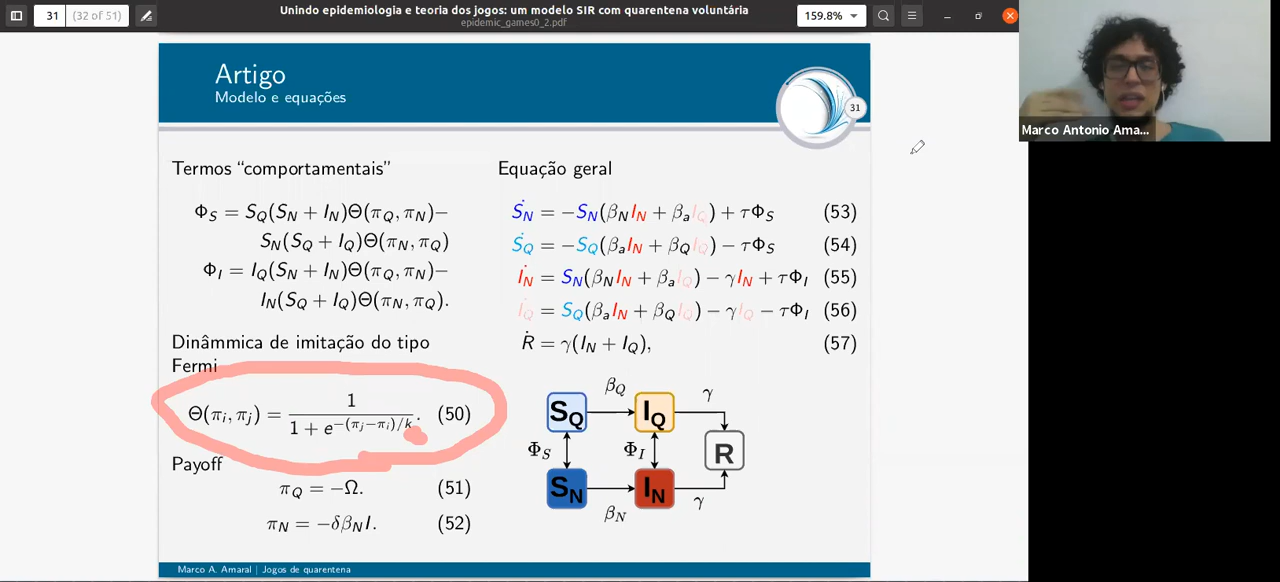 31 (32 of 51)
Unindo epidemiologia e teoria dos jogos: um modelo SIR com quarentena voluntária
epidemic_games0_2.pdf
159.8%
Marco Antonio Ama...
Artigo
Modelo e equações
31
Termos “comportamentais”
Φ_S = S_Q(S_N + I_N)Θ(π_Q, π_N)−
S_N(S_Q + I_Q)Θ(π_N, π_Q)
Φ_I = I_Q(S_N + I_N)Θ(π_Q, π_N)−
I_N(S_Q + I_Q)Θ(π_N, π_Q).
Dinâmmica de imitação do tipo
Fermi
Θ(π_i, π_j) = 1 / (1 + e^{−(π_j−π_i)/k}). (50)
Payoff
π_Q = −Ω. (51)
π_N = −δβ_N I. (52)
Equação geral
Ṡ_N = −S_N(β_N I_N + β_a I_Q) + τΦ_S (53)
Ṡ_Q = −S_Q(β_a I_N + β_Q I_Q) − τΦ_S (54)
İ_N = S_N(β_N I_N + β_a I_Q) − γI_N + τΦ_I (55)
İ_Q = S_Q(β_a I_N + β_Q I_Q) − γI_Q − τΦ_I (56)
Ṙ = γ(I_N + I_Q), (57)
β_Q γ
S_Q I_Q
Φ_S Φ_I R
S_N I_N
β_N γ
Marco A. Amaral | Jogos de quarentena